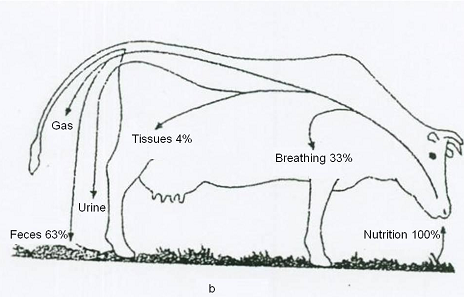 Gas
Tissues 4%
Breathing 33%
Urine
Feces 63%
Nutrition 100%
b